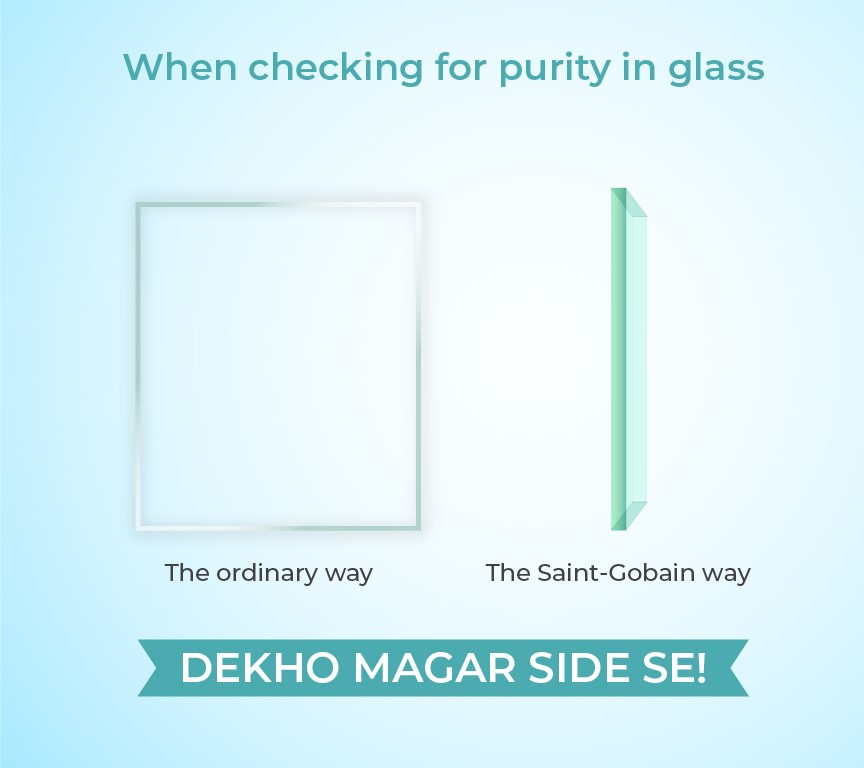 When checking for purity in glass
The ordinary way
The Saint-Gobain way
DEKHO MAGAR SIDE SE!